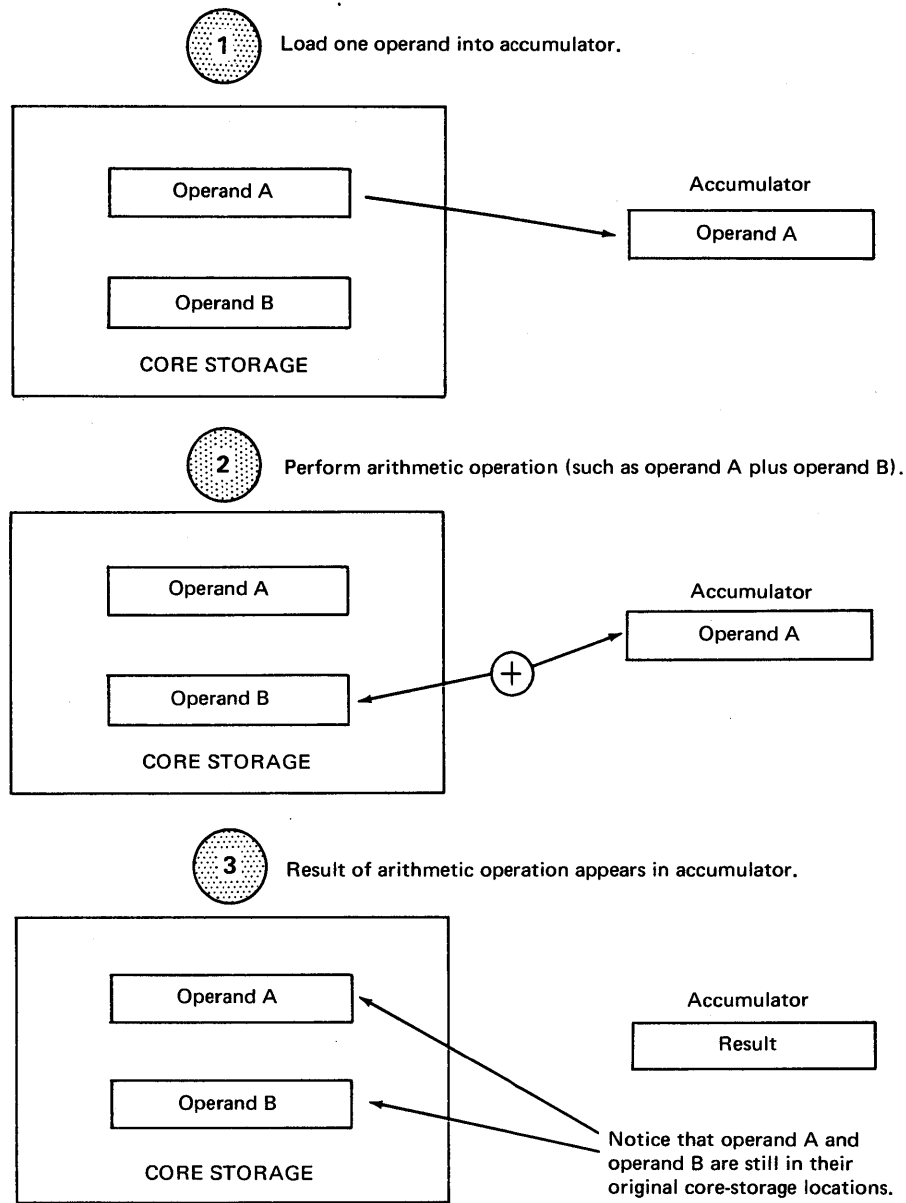 1 Load one operand into accumulator.
Operand A
Accumulator
Operand A
Operand B
CORE STORAGE
2 Perform arithmetic operation (such as operand A plus operand B).
Operand A
Accumulator
Operand A
+
Operand B
CORE STORAGE
3 Result of arithmetic operation appears in accumulator.
Operand A
Accumulator
Result
Operand B
Notice that operand A and
operand B are still in their
original core-storage locations.
CORE STORAGE